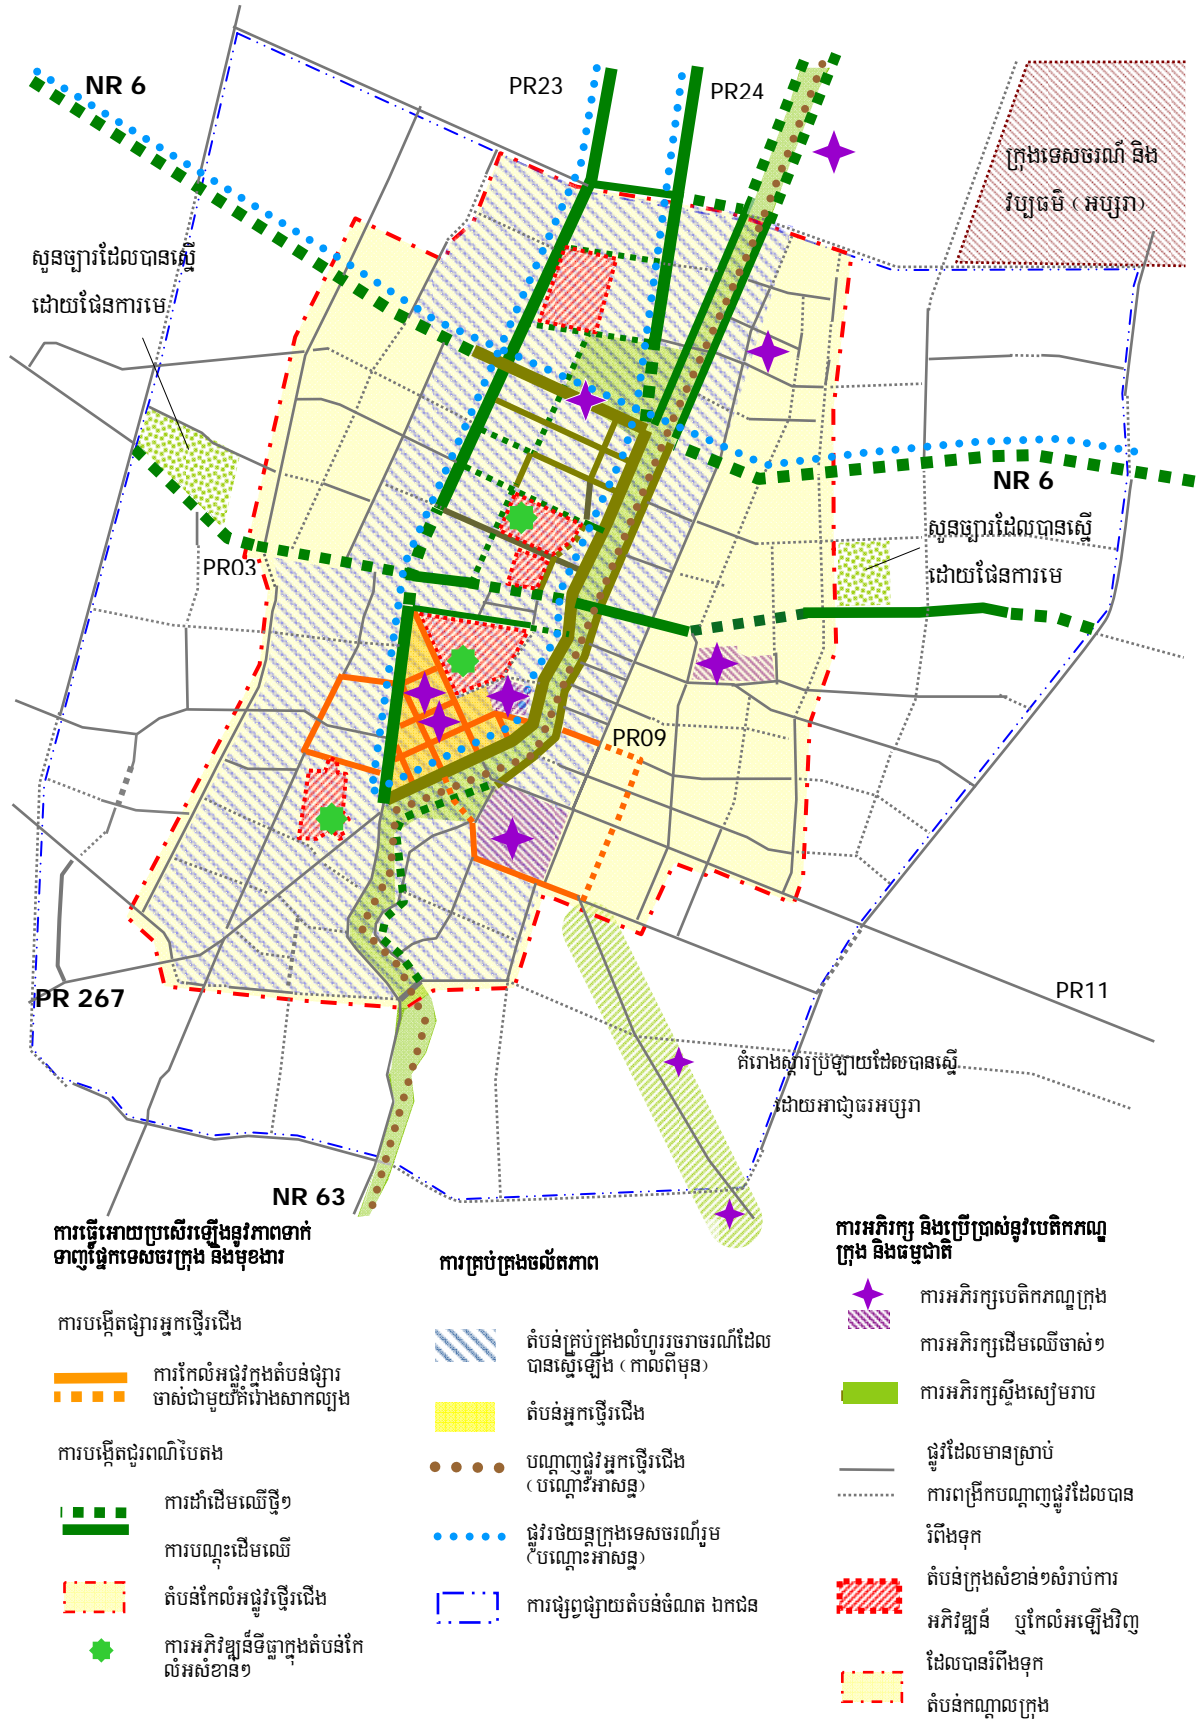 NR 6
PR23
PR24
ក្រុងទេសចរណ៍ និង
វប្បធម៌ ( អប្សរា)
សួនច្បារដែលបានស្នើ
ដោយផែនការមេ
NR 6
សួនច្បារដែលបានស្នើ
ដោយផែនការមេ
PR03
PR09
PR 267
PR11
គំរោងស្តារប្រឡាយដែលបានស្នើ
ដោយអាជ្ញាធរអប្សរា
NR 63
ការធ្វើអោយប្រសើរឡើងនូវភាពទាក់
ទាញផ្នែកទេសចរក្រុង និងមុខងារ
ការបង្កើតផ្សារអ្នកថ្មើរជើង
ការកែលំអផ្លូវក្នុងតំបន់ផ្សារ
ចាស់ជាមួយគំរោងសាកល្បង
ការបង្កើតជួរពណ៌បៃតង
ការដាំដើមឈើថ្មីៗ
ការបណ្តុះដើមឈើ
តំបន់កែលំអផ្លូវថ្មើរជើង
ការអភិវឌ្ឍន៍ទីធ្លាក្នុងតំបន់កែ
លំអសំខាន់ៗ
ការគ្រប់គ្រងចល័តភាព
តំបន់គ្រប់គ្រងលំហូរចរាចរណ៍ដែល
បានស្នើឡើង ( កាលពីមុន)
តំបន់អ្នកថ្មើរជើង
បណ្តាញផ្លូវអ្នកថ្មើរជើង
( បណ្តោះអាសន្ន)
ផ្លូវរថយន្តក្រុងទេសចរណ៍រួម
(បណ្តោះអាសន្ន)
ការផ្សព្វផ្សាយតំបន់ចំណត ឯកជន
ការអភិរក្ស និងប្រើប្រាស់នូវបេតិកភណ្ឌ
ក្រុង និងធម្មជាតិ
ការអភិរក្សបេតិកភណ្ឌក្រុង
ការអភិរក្សដើមឈើចាស់ៗ
ការអភិរក្សស្ទឹងសៀមរាប
ផ្លូវដែលមានស្រាប់
ការពង្រីកបណ្តាញផ្លូវដែលបាន
រំពឹងទុក
តំបន់ក្រុងសំខាន់ៗសំរាប់ការ
អភិវឌ្ឍន៍ ឬកែលំអឡើងវិញ
ដែលបានរំពឹងទុក
តំបន់កណ្តាលក្រុង